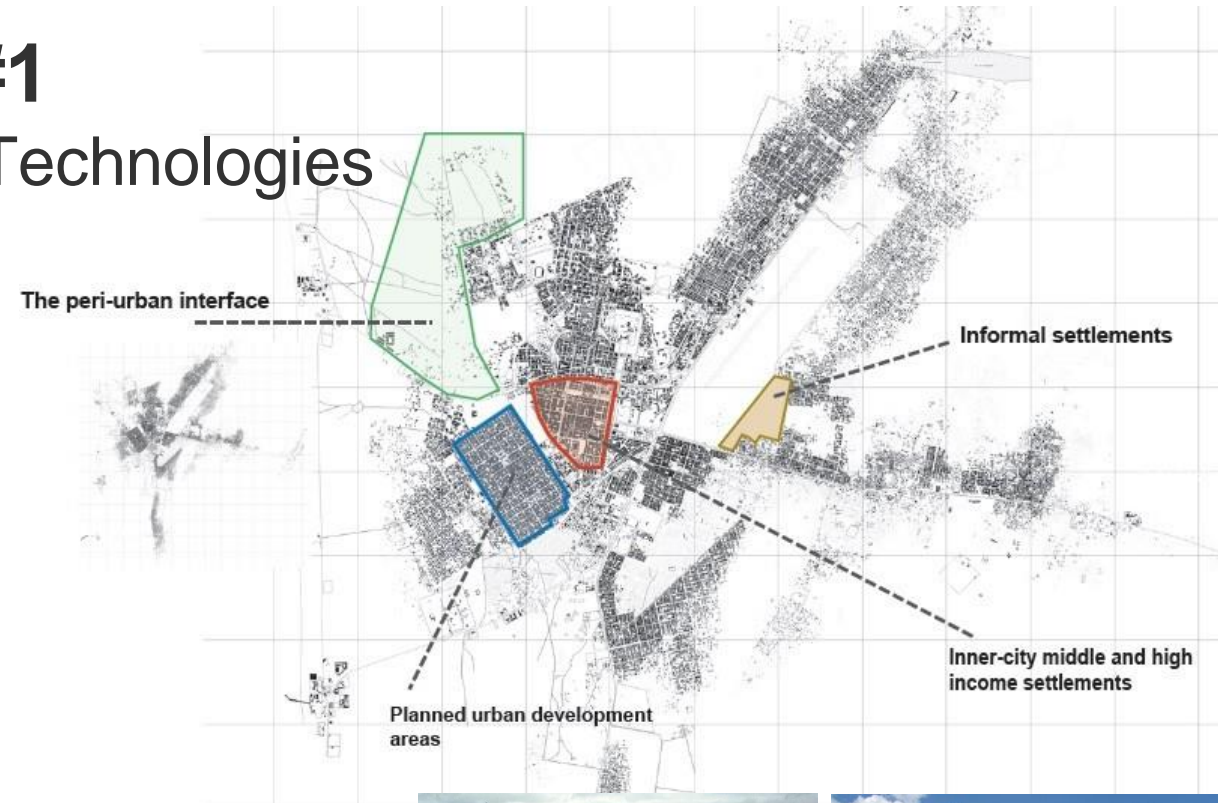 #1
Technologies
The peri-urban interface
Informal settlements
Inner-city middle and high
income settlements
Planned urban development
areas